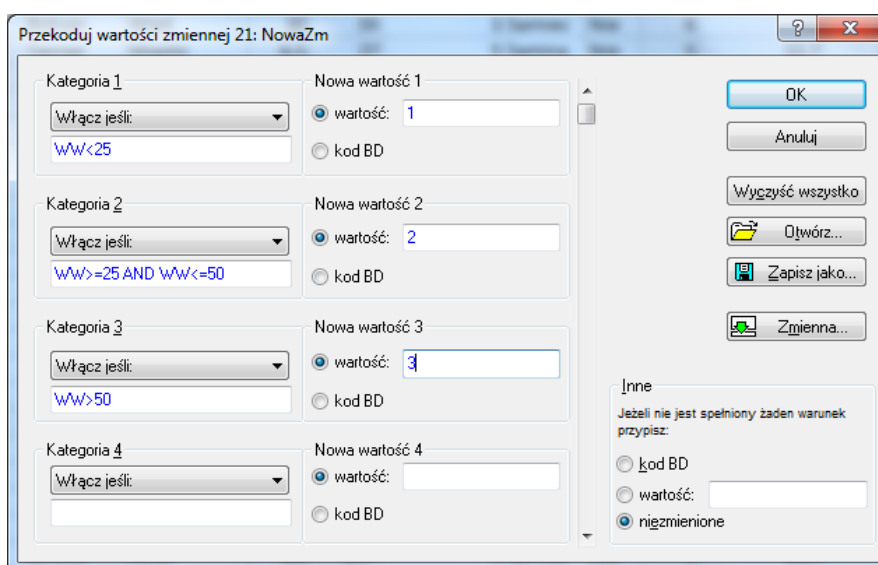 Przekoduj wartości zmiennej 21: NowaZm
Kategoria 1
Włącz jeśli:
WW<25
Nowa wartość 1
wartość: 1
kod BD
Kategoria 2
Włącz jeśli:
WW>=25 AND WW<=50
Nowa wartość 2
wartość: 2
kod BD
Kategoria 3
Włącz jeśli:
WW>50
Nowa wartość 3
wartość: 3
kod BD
Kategoria 4
Włącz jeśli:
Nowa wartość 4
wartość:
kod BD
OK
Anuluj
Wyczyść wszystko
Otwórz...
Zapisz jako...
Zmienna...
Inne
Jeżeli nie jest spełniony żaden warunek
przypisz:
kod BD
wartość:
niezmienione